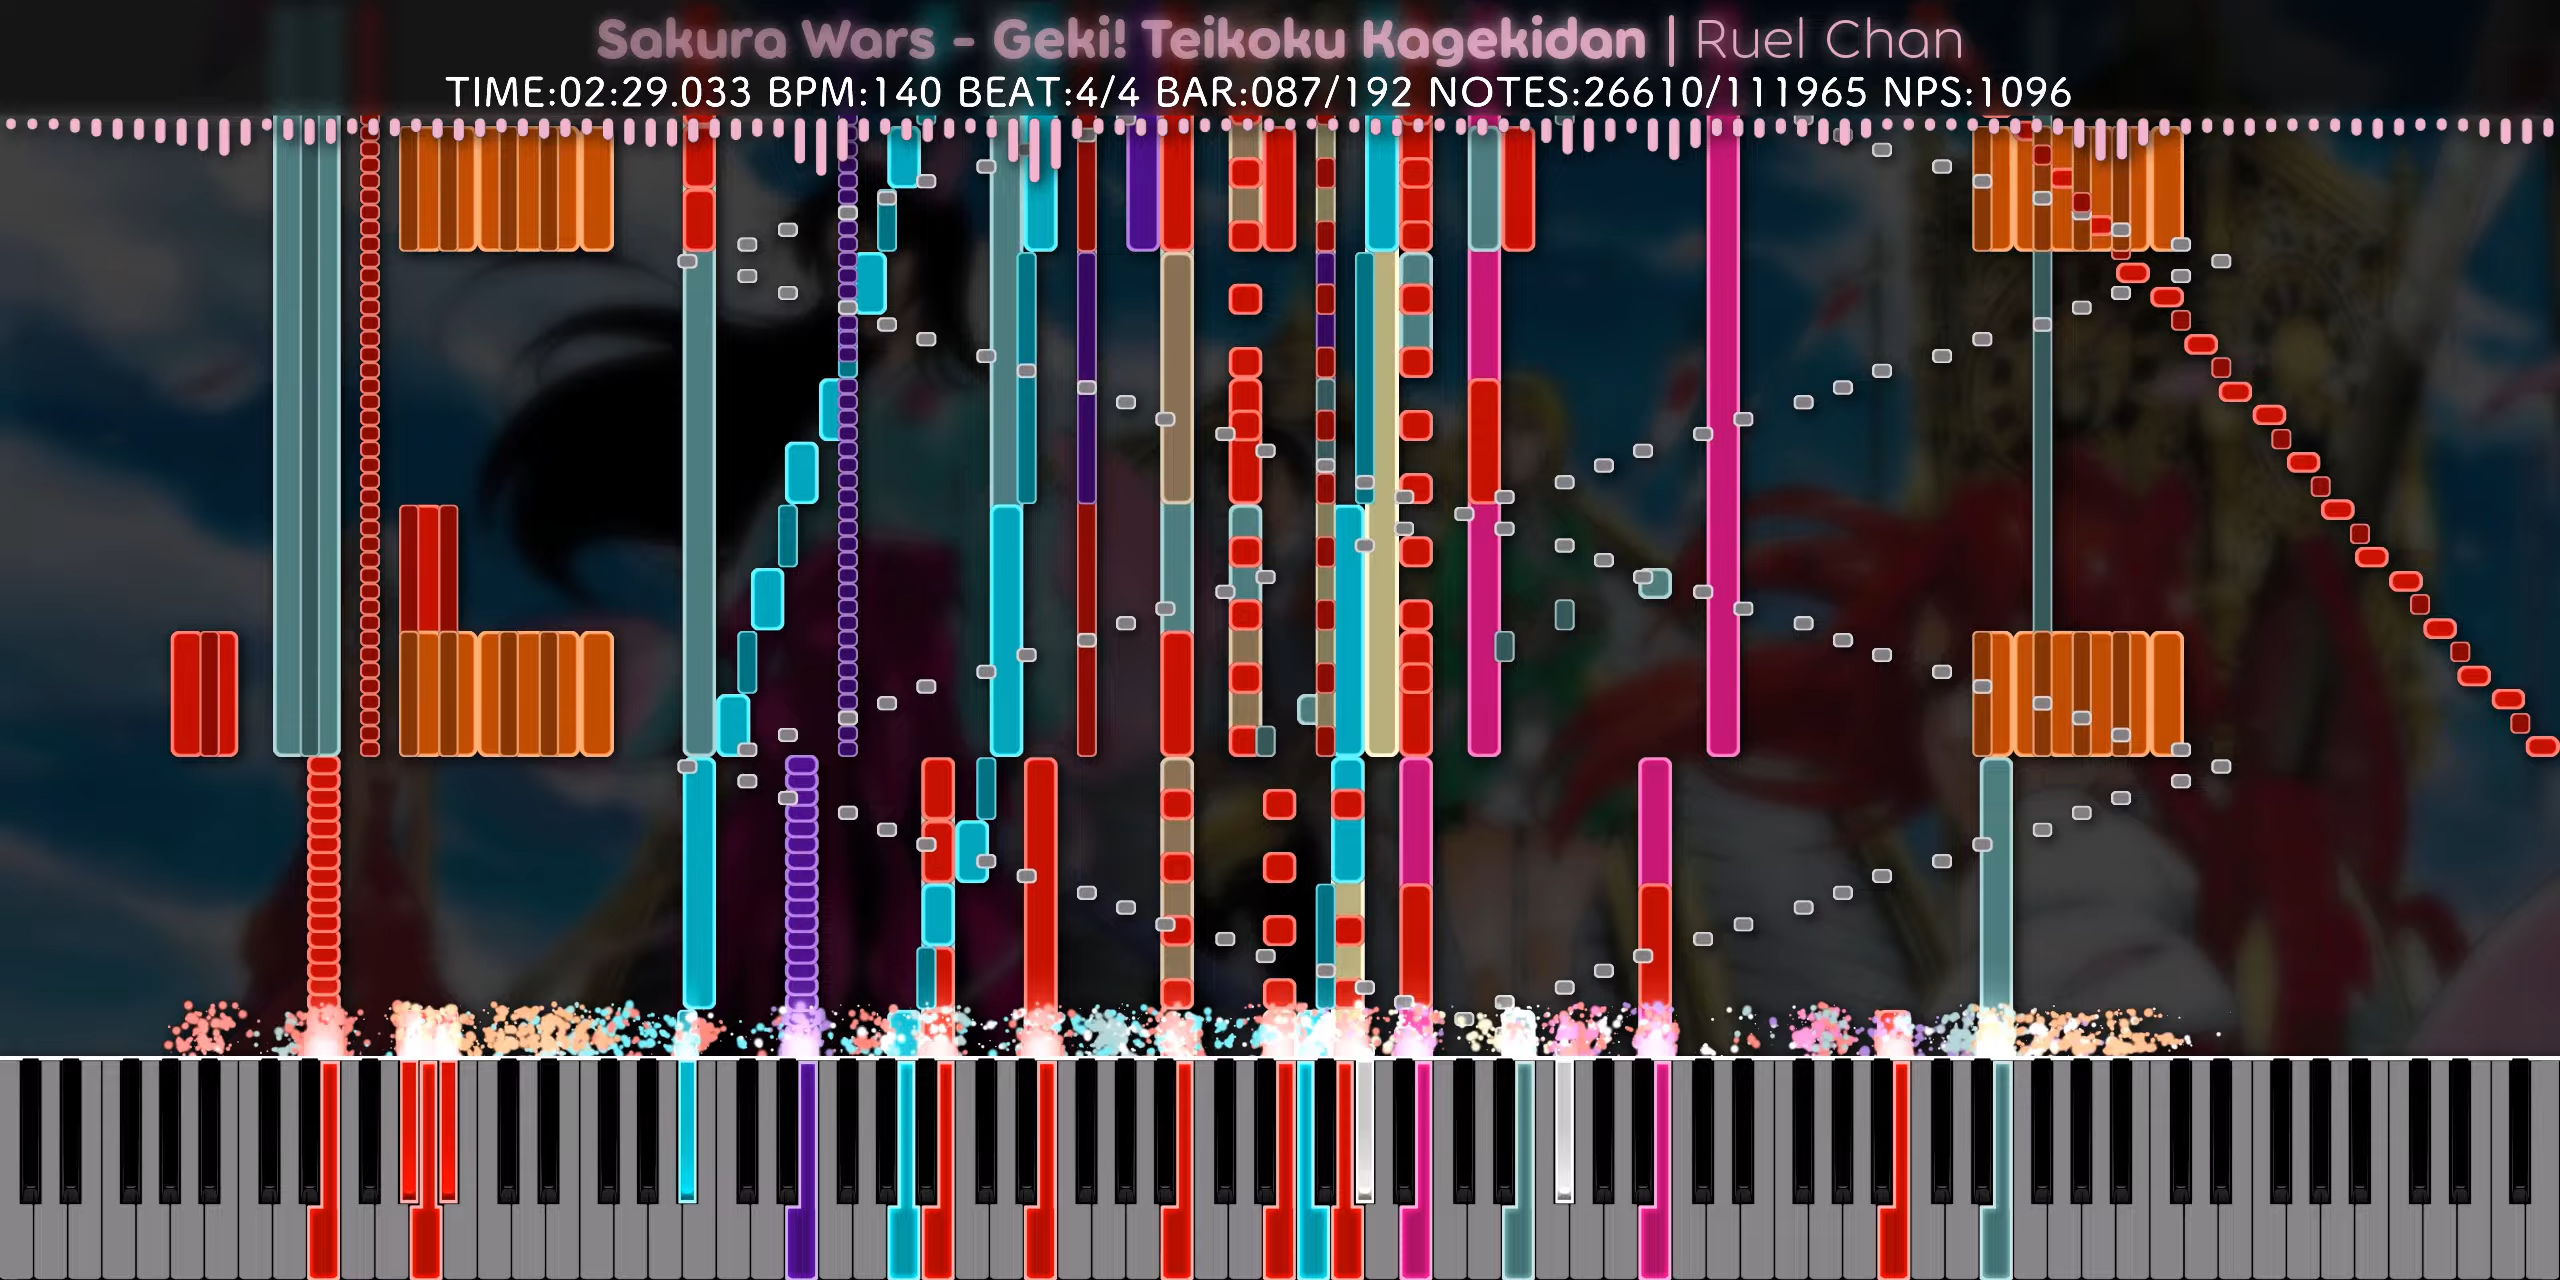 Sakura Wars - Geki! Teikoku Kagekidan | Ruel Chan
TIME:02:29.033 BPM:140 BEAT:4/4 BAR:087/192 NOTES:26610/111965 NPS:1096